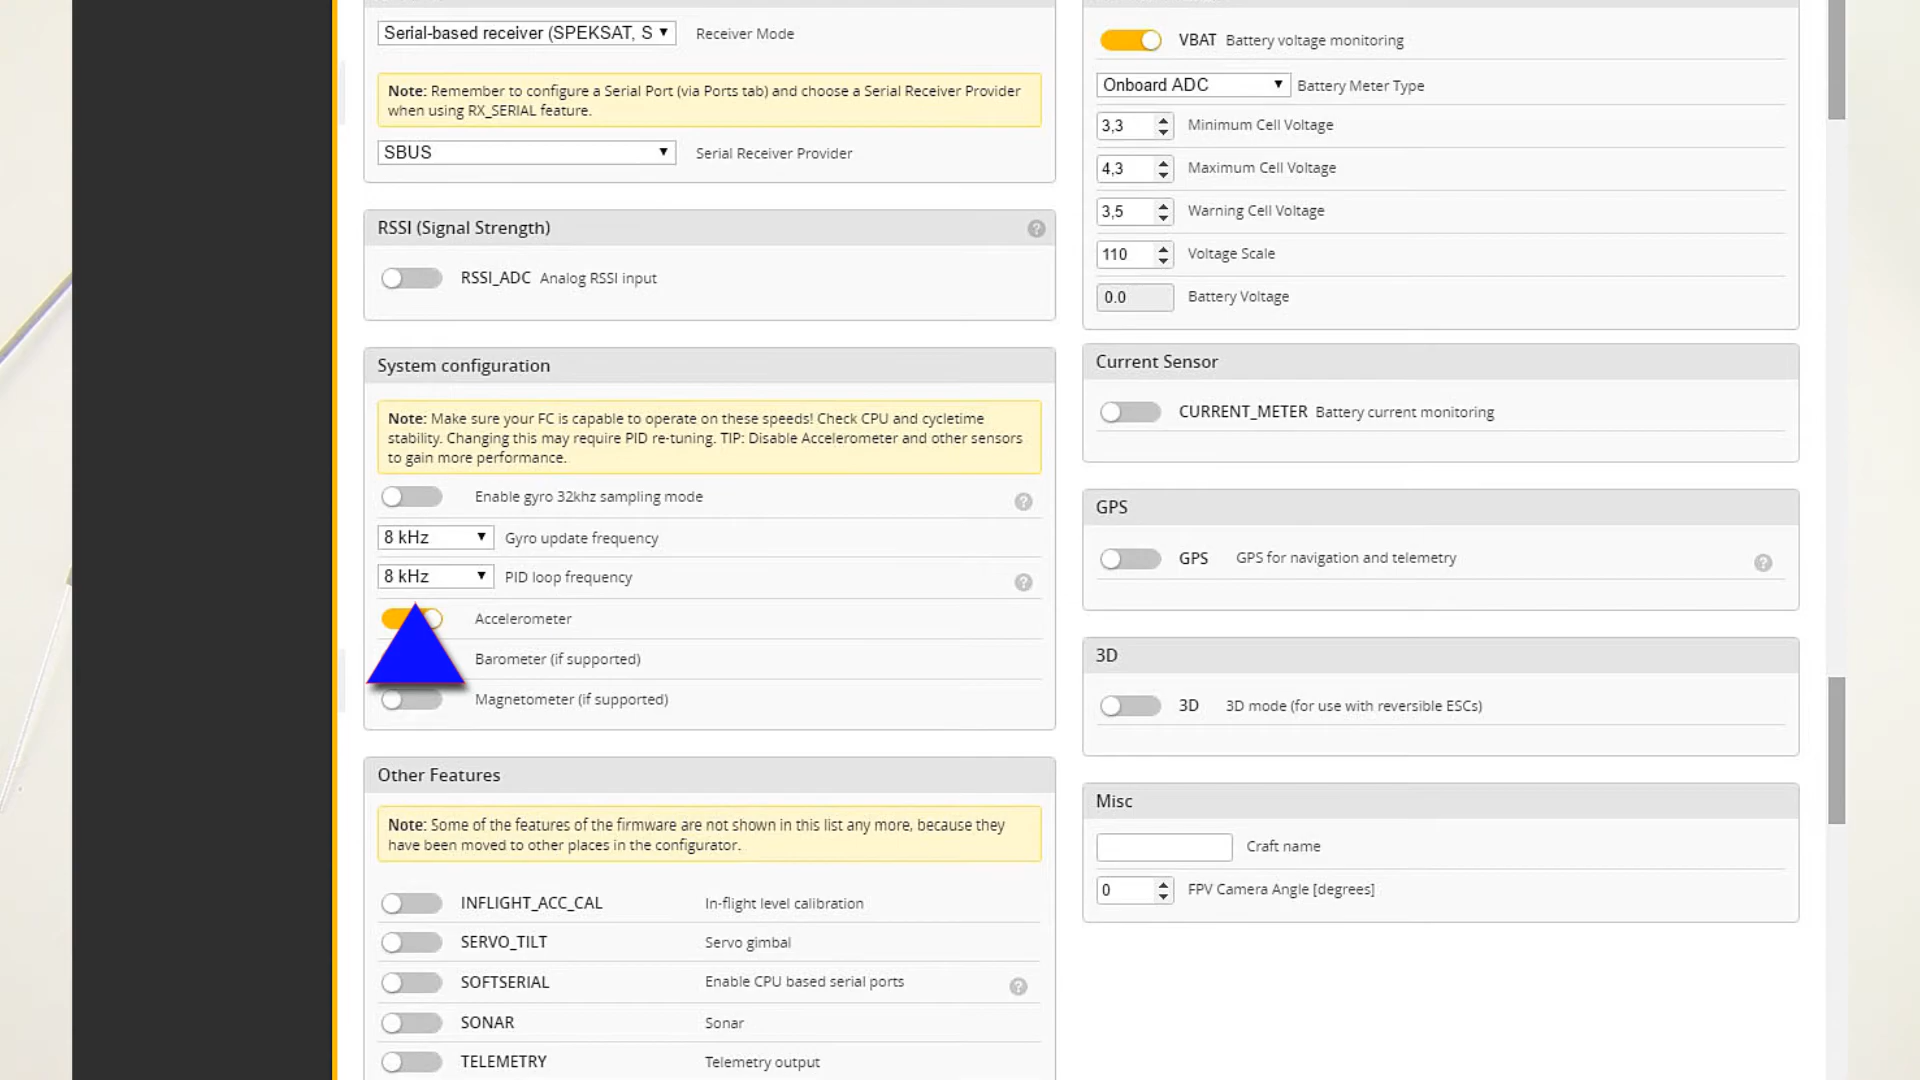 Serial-based receiver (SPEKSAT, S Receiver Mode
Note: Remember to configure a Serial Port (via Ports tab) and choose a Serial Receiver Provider
when using RX_SERIAL feature.
SBUS Serial Receiver Provider
RSSI (Signal Strength)
RSSI_ADC Analog RSSI input
System configuration
Note: Make sure your FC is capable to operate on these speeds! Check CPU and cycletime
stability. Changing this may require PID re-tuning. TIP: Disable Accelerometer and other sensors
to gain more performance.
Enable gyro 32khz sampling mode
8 kHz Gyro update frequency
8 kHz PID loop frequency
Accelerometer
Barometer (if supported)
Magnetometer (if supported)
Other Features
Note: Some of the features of the firmware are not shown in this list any more, because they
have been moved to other places in the configurator.
INFLIGHT_ACC_CAL In-flight level calibration
SERVO_TILT Servo gimbal
SOFTSERIAL Enable CPU based serial ports
SONAR Sonar
TELEMETRY Telemetry output
VBAT Battery voltage monitoring
Onboard ADC Battery Meter Type
3,3 Minimum Cell Voltage
4,3 Maximum Cell Voltage
3,5 Warning Cell Voltage
110 Voltage Scale
0.0 Battery Voltage
Current Sensor
CURRENT_METER Battery current monitoring
GPS
GPS GPS for navigation and telemetry
3D
3D 3D mode (for use with reversible ESCs)
Misc
Craft name
0 FPV Camera Angle [degrees]